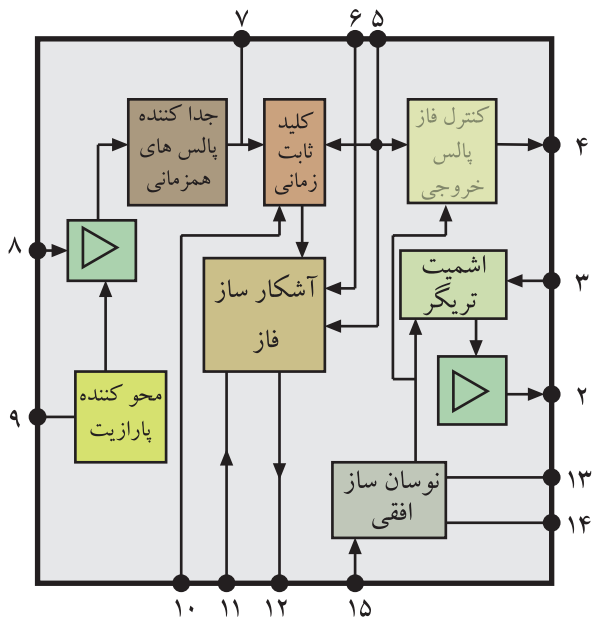 ۷
۶
۵
جدا کننده
پالس های
همزمانی
کلید
ثابت
زمانی
کنترل فاز
پالس
خروجی
۴
۸
آشکار ساز
فاز
اشمیت
تریگر
۳
۲
محو کننده
پارازیت
۹
نوسان ساز
افقی
۱۳
۱۴
۱۰
۱۱
۱۲
۱۵